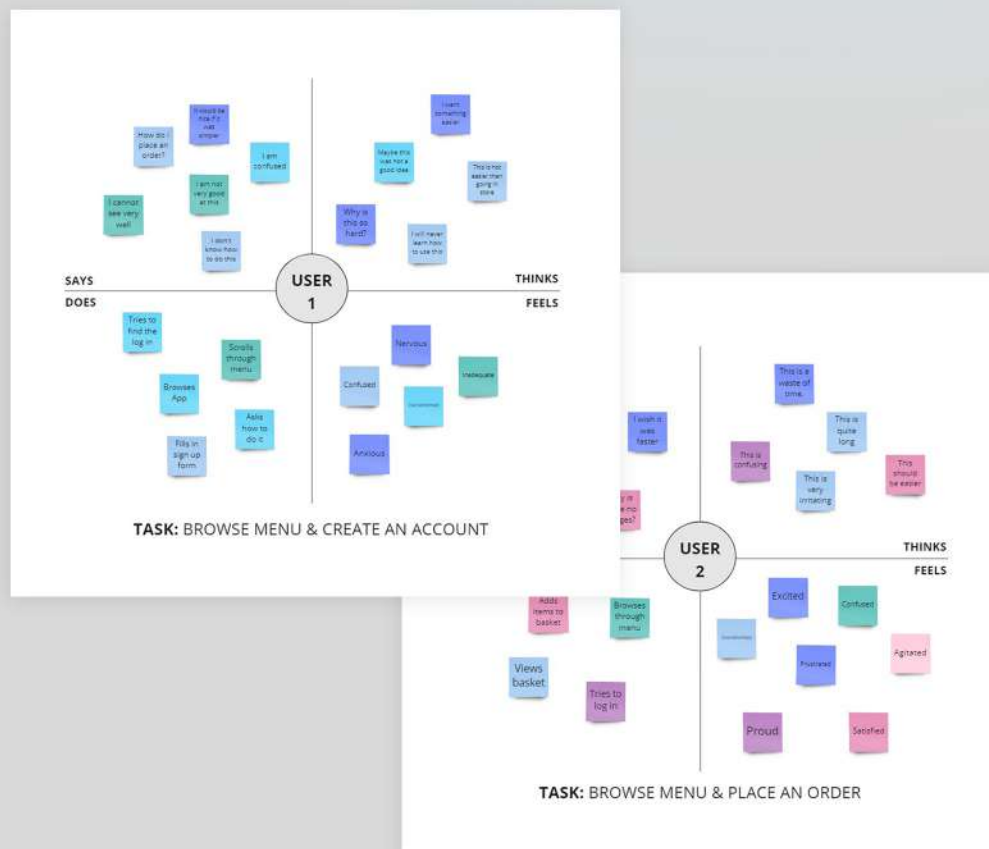 It would be
nice if it
was
simpler
How do I
place an
order?
I am
confused
I am not
very good
at this
I cannot
see very
well
I don't
know how
to do this
I want
something
easier
Maybe this
was not a
good idea
This is not
easier than
going in
store
Why is
this so
hard?
I will never
learn how
to use this
SAYS
THINKS
USER
1
DOES
FEELS
Tries to
find the
log in
Scrolls
through
menu
Browses
App
Asks
how to
do it
Fills in
sign up
form
Nervous
Inadequate
Confused
Anxious
TASK: BROWSE MENU & CREATE AN ACCOUNT
This is a
waste of
time.
I wish it
was
faster
This is
quite
long
This is
confusing
This
should
be easier
This is
very
irritating
y is
e no
ges?
USER
2
THINKS
FEELS
Adds
items to
basket
Browses
through
menu
Views
basket
Tries to
log in
Excited
Confused
Frustrated
Agitated
Proud
Satisfied
TASK: BROWSE MENU & PLACE AN ORDER